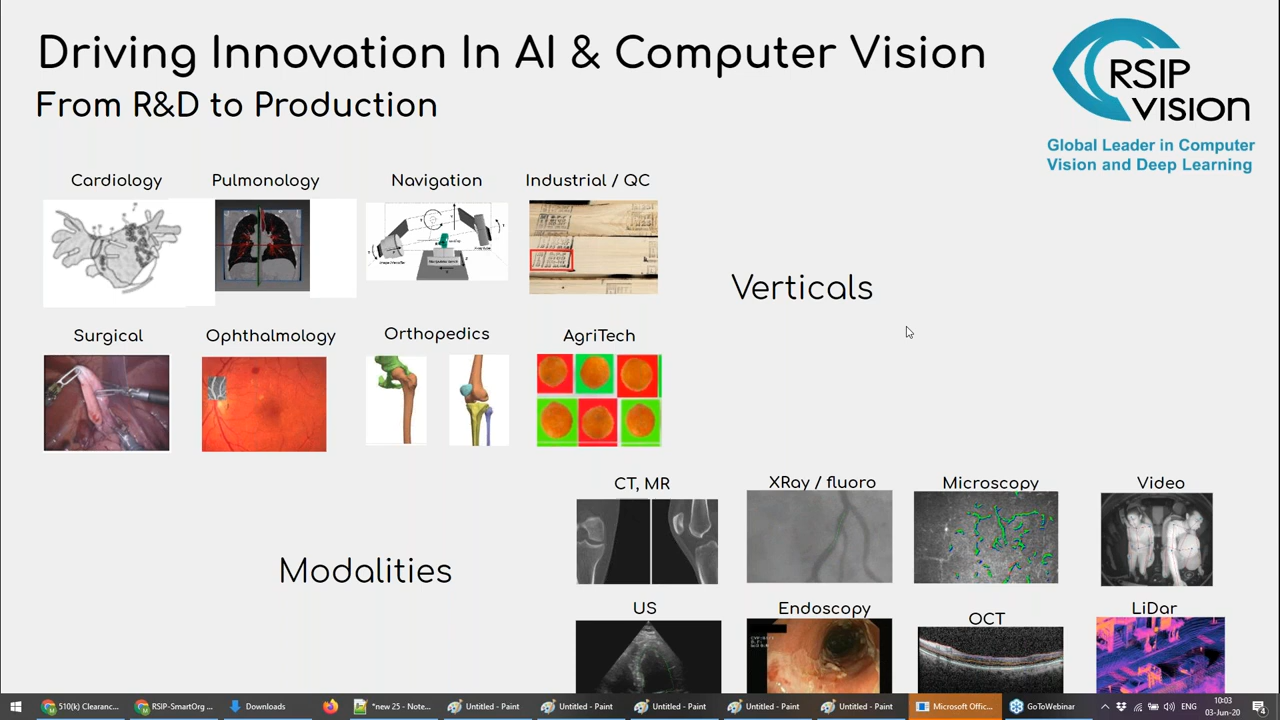 Driving Innovation In AI & Computer Vision
From R&D to Production
RSIP
VISION
Global Leader in Computer
Vision and Deep Learning
Cardiology
Pulmonology
Navigation
Industrial / QC
Verticals
Surgical
Ophthalmology
Orthopedics
AgriTech
CT, MR
XRay / fluoro
Microscopy
Video
Modalities
US
Endoscopy
OCT
LiDar
510(k) Clearanc...
RSIP-SmartOrg ...
Downloads
*new 25 - Note...
Untitled - Paint
Untitled - Paint
Untitled - Paint
Untitled - Paint
Untitled - Paint
Microsoft Offic...
GoToWebinar
ENG
10:03
03-Jun-20